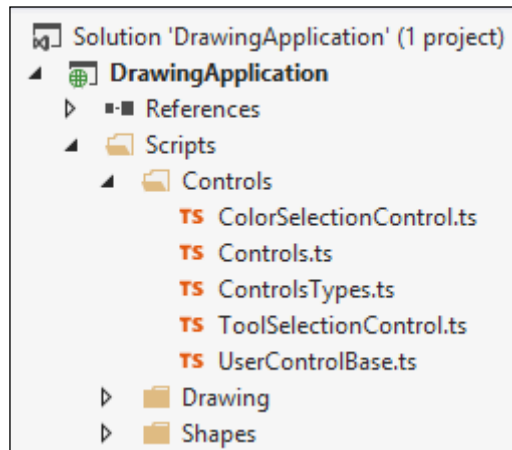 Solution 'DrawingApplication' (1 project)
DrawingApplication
References
Scripts
Controls
TS ColorSelectionControl.ts
TS Controls.ts
TS ControlsTypes.ts
TS ToolSelectionControl.ts
TS UserControlBase.ts
Drawing
Shapes